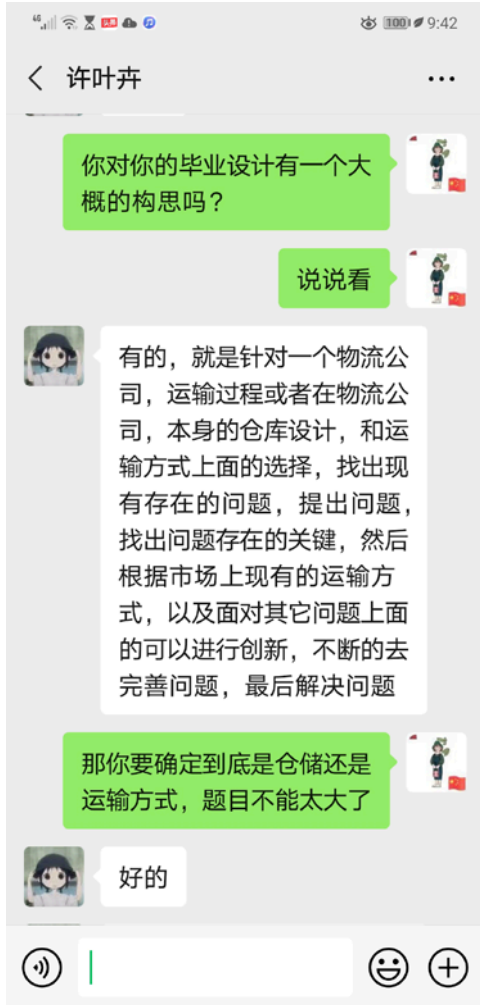 4G 100 9:42
许叶卉
你对你的毕业设计有一个大
概的构思吗?
说说看
有的，就是针对一个物流公
司，运输过程或者在物流公
司，本身的仓库设计，和运
输方式上面的选择，找出现
有存在的问题，提出问题，
找出问题存在的关键，然后
根据市场上现有的运输方
式，以及面对其它问题上面
的可以进行创新，不断的去
完善问题，最后解决问题
那你要确定到底是仓储还是
运输方式，题目不能太大了
好的